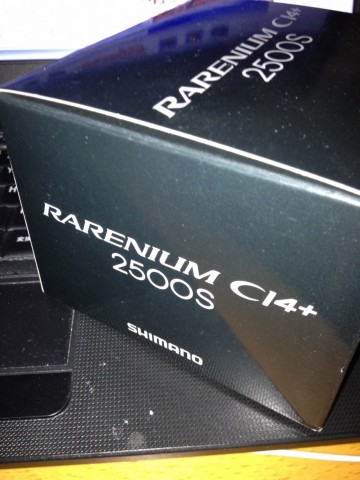 RARENIUM CI4+
2500S
RARENIUM CI4+
2500S
SHIMANO